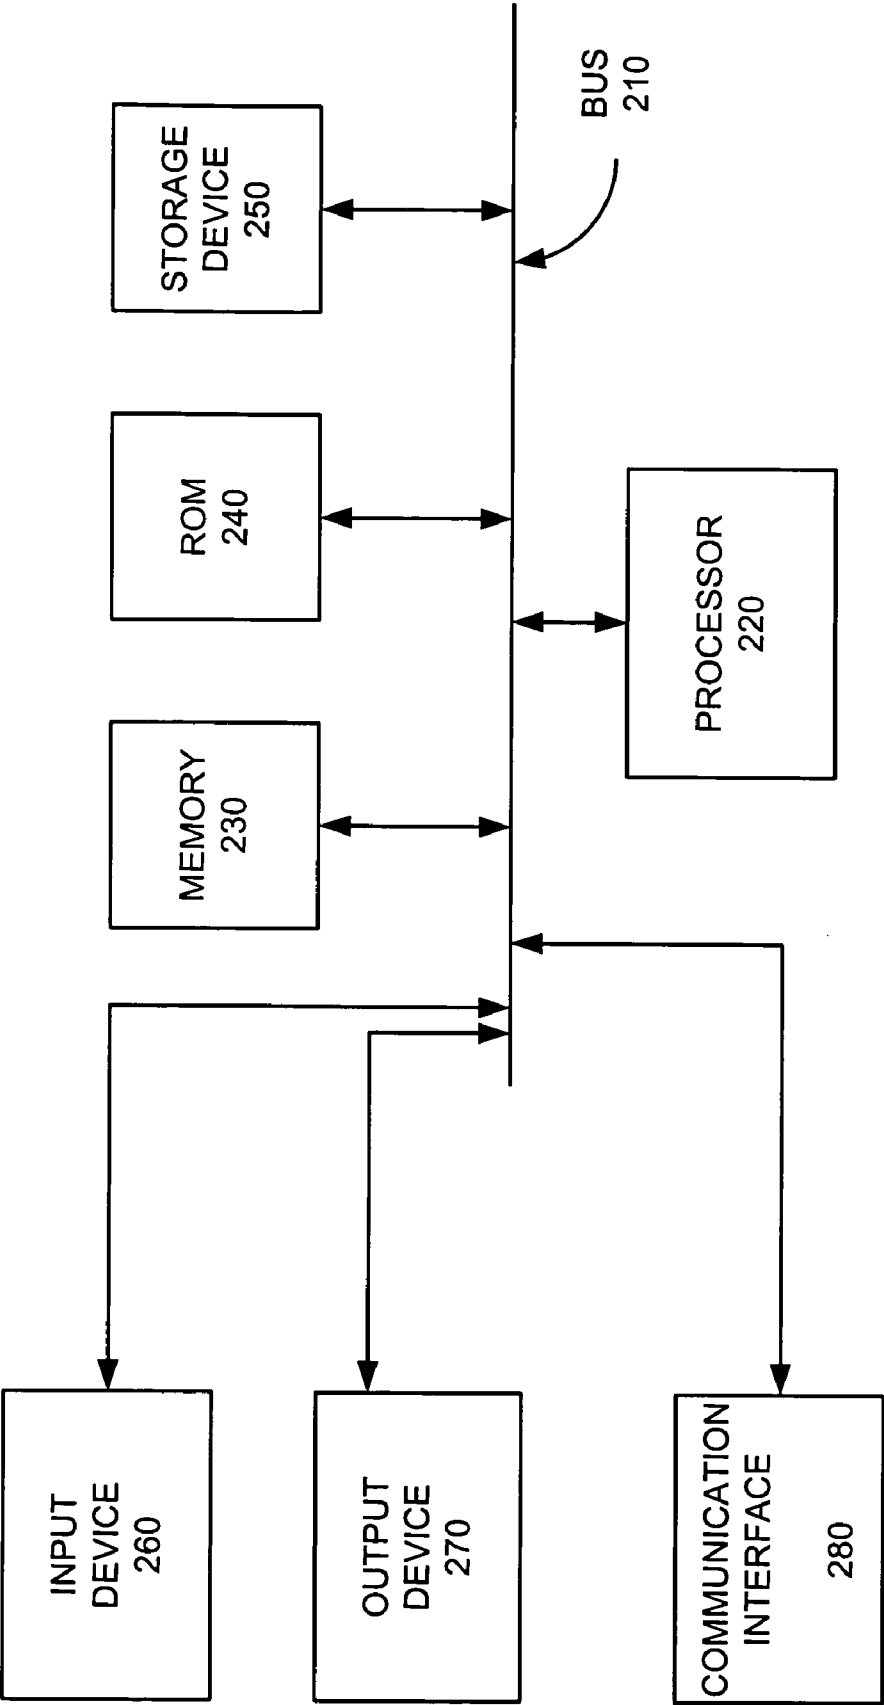 INPUT
DEVICE
260
OUTPUT
DEVICE
270
COMMUNICATION
INTERFACE
280
MEMORY
230
ROM
240
STORAGE
DEVICE
250
PROCESSOR
220
BUS
210